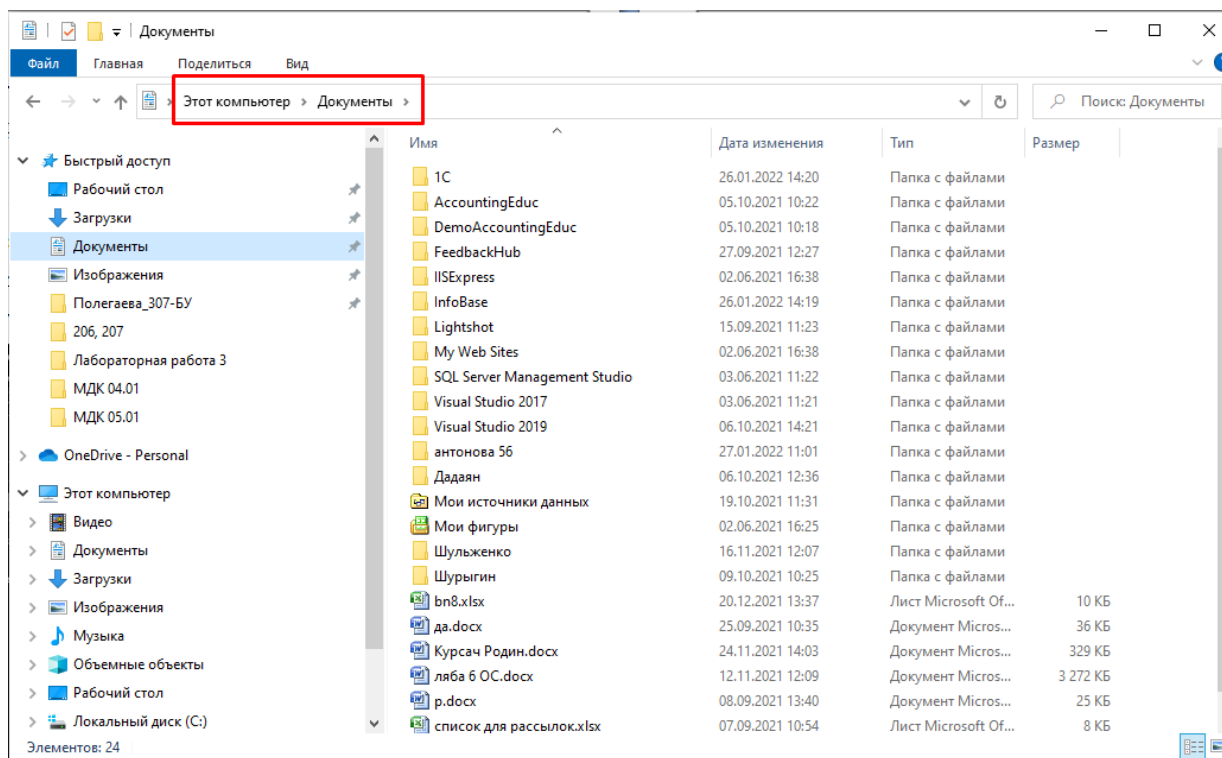 Документы
Файл Главная Поделиться Вид
Этот компьютер > Документы > Поиск: Документы
Имя Дата изменения Тип Размер
Быстрый доступ
Рабочий стол
Загрузки
Документы
Изображения
Полегаева_307-БУ
206, 207
Лабораторная работа 3
МДК 04.01
МДК 05.01
OneDrive - Personal
Этот компьютер
Видео
Документы
Загрузки
Изображения
Музыка
Объемные объекты
Рабочий стол
Локальный диск (C:)
1C 26.01.2022 14:20 Папка с файлами
AccountingEduc 05.10.2021 10:22 Папка с файлами
DemoAccountingEduc 05.10.2021 10:18 Папка с файлами
FeedbackHub 27.09.2021 12:27 Папка с файлами
IISExpress 02.06.2021 16:38 Папка с файлами
InfoBase 26.01.2022 14:19 Папка с файлами
Lightshot 15.09.2021 11:23 Папка с файлами
My Web Sites 02.06.2021 16:38 Папка с файлами
SQL Server Management Studio 03.06.2021 11:22 Папка с файлами
Visual Studio 2017 03.06.2021 11:21 Папка с файлами
Visual Studio 2019 06.10.2021 14:21 Папка с файлами
антонова 56 27.01.2022 11:01 Папка с файлами
Дадаян 06.10.2021 12:36 Папка с файлами
Мои источники данных 19.10.2021 11:31 Папка с файлами
Мои фигуры 02.06.2021 16:25 Папка с файлами
Шульженко 16.11.2021 12:07 Папка с файлами
Шурыгин 09.10.2021 10:25 Папка с файлами
bn8.xlsx 20.12.2021 13:37 Лист Microsoft Of... 10 КБ
да.docx 25.09.2021 10:35 Документ Micros... 36 КБ
Курсач Родин.docx 24.11.2021 14:03 Документ Micros... 329 КБ
ляба 6 ОС.docx 12.11.2021 12:09 Документ Micros... 3 272 КБ
р.docx 08.09.2021 13:40 Документ Micros... 25 КБ
список для рассылок.xlsx 07.09.2021 10:54 Лист Microsoft Of... 8 КБ
Элементов: 24